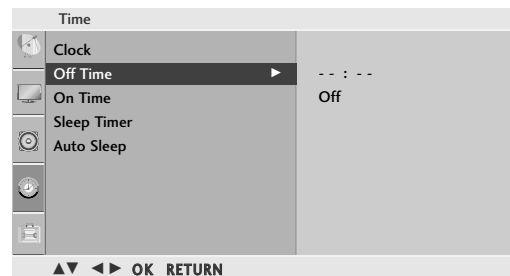 Time
Clock
Off Time ► - - : - -
On Time Off
Sleep Timer
Auto Sleep
▲▼ ◄► OK RETURN